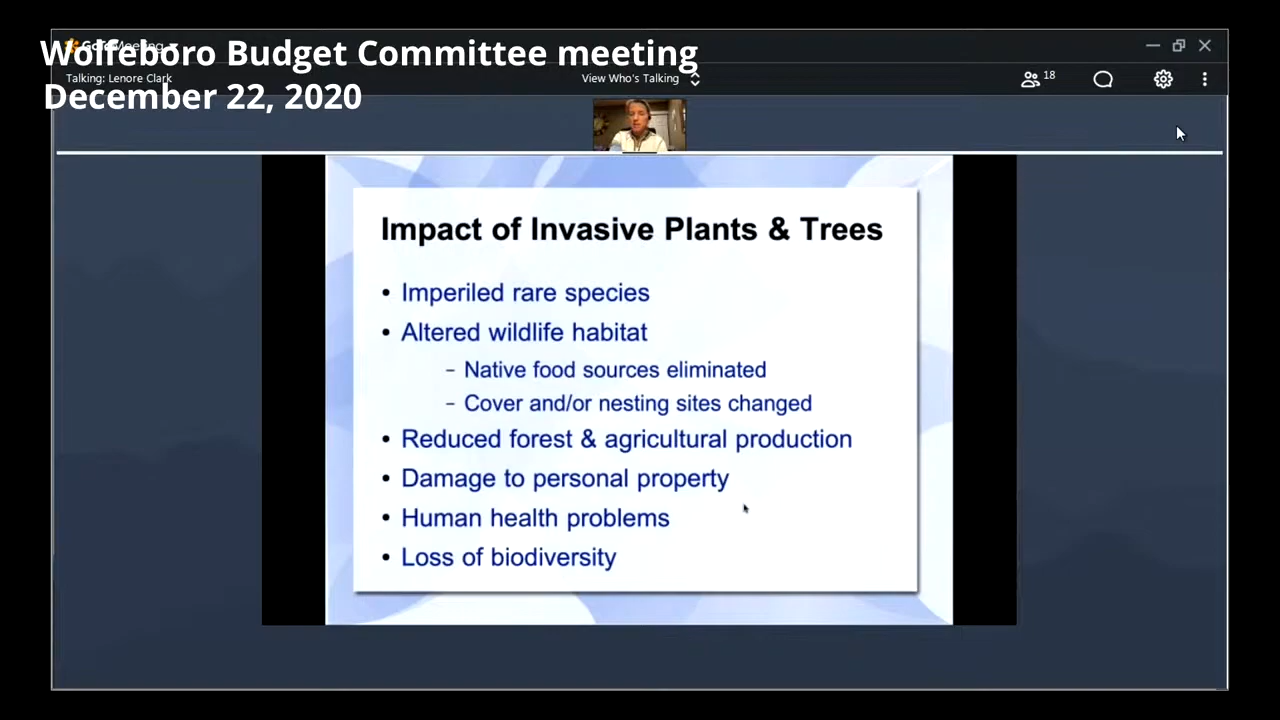 Wolfeboro Budget Committee meeting
GoToMeeting
Talking: Lenore Clark
View Who's Talking
18
December 22, 2020
Impact of Invasive Plants & Trees
• Imperiled rare species
• Altered wildlife habitat
– Native food sources eliminated
– Cover and/or nesting sites changed
• Reduced forest & agricultural production
• Damage to personal property
• Human health problems
• Loss of biodiversity